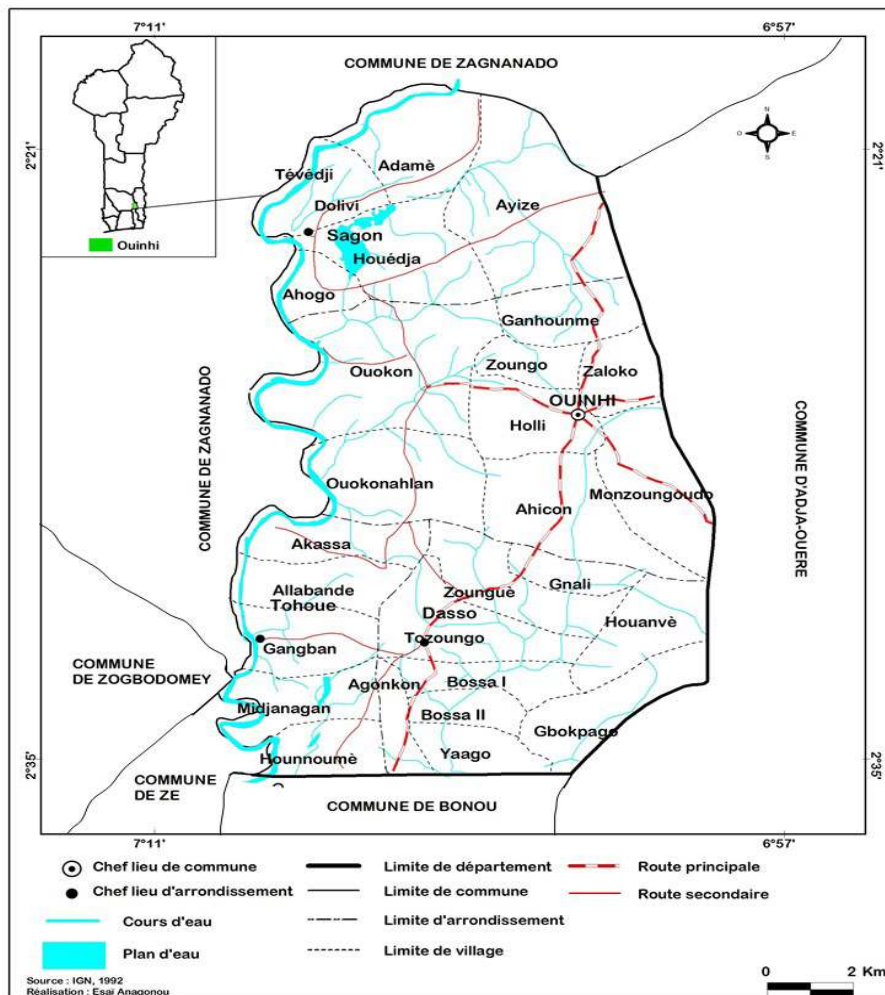 7°11'
6°57'
COMMUNE DE ZAGNANADO
N
O
E
S
2°21'
2°21'
Tévédji
Adamè
Dolivi
Ayize
Sagon
Houédja
Ouinhi
Ahogo
Ganhounme
Ouokon
Zoungo
Zaloko
OUINHI
Holli
COMMUNE DE ZAGNANADO
COMMUNE D'ADJA-OUERE
Ouokonahlan
Monzoungoudo
Ahicon
Akassa
Allabande
Tohoue
Zounguè
Gnali
Dasso
Houanvè
Tozoungo
Gangban
COMMUNE
DE ZOGBODOMEY
Agonkon
Bossa I
Midjanagan
Bossa II
Gbokpago
Hounnoumè
Yaago
2°35'
2°35'
COMMUNE
DE ZE
COMMUNE DE BONOU
7°11'
6°57'
Chef lieu de commune
Limite de département
Route principale
Chef lieu d'arrondissement
Limite de commune
Route secondaire
Cours d'eau
Limite d'arrondissement
Plan d'eau
Limite de village
Source : IGN, 1992
Réalisation : Esaï Anagonou
0 2 Km